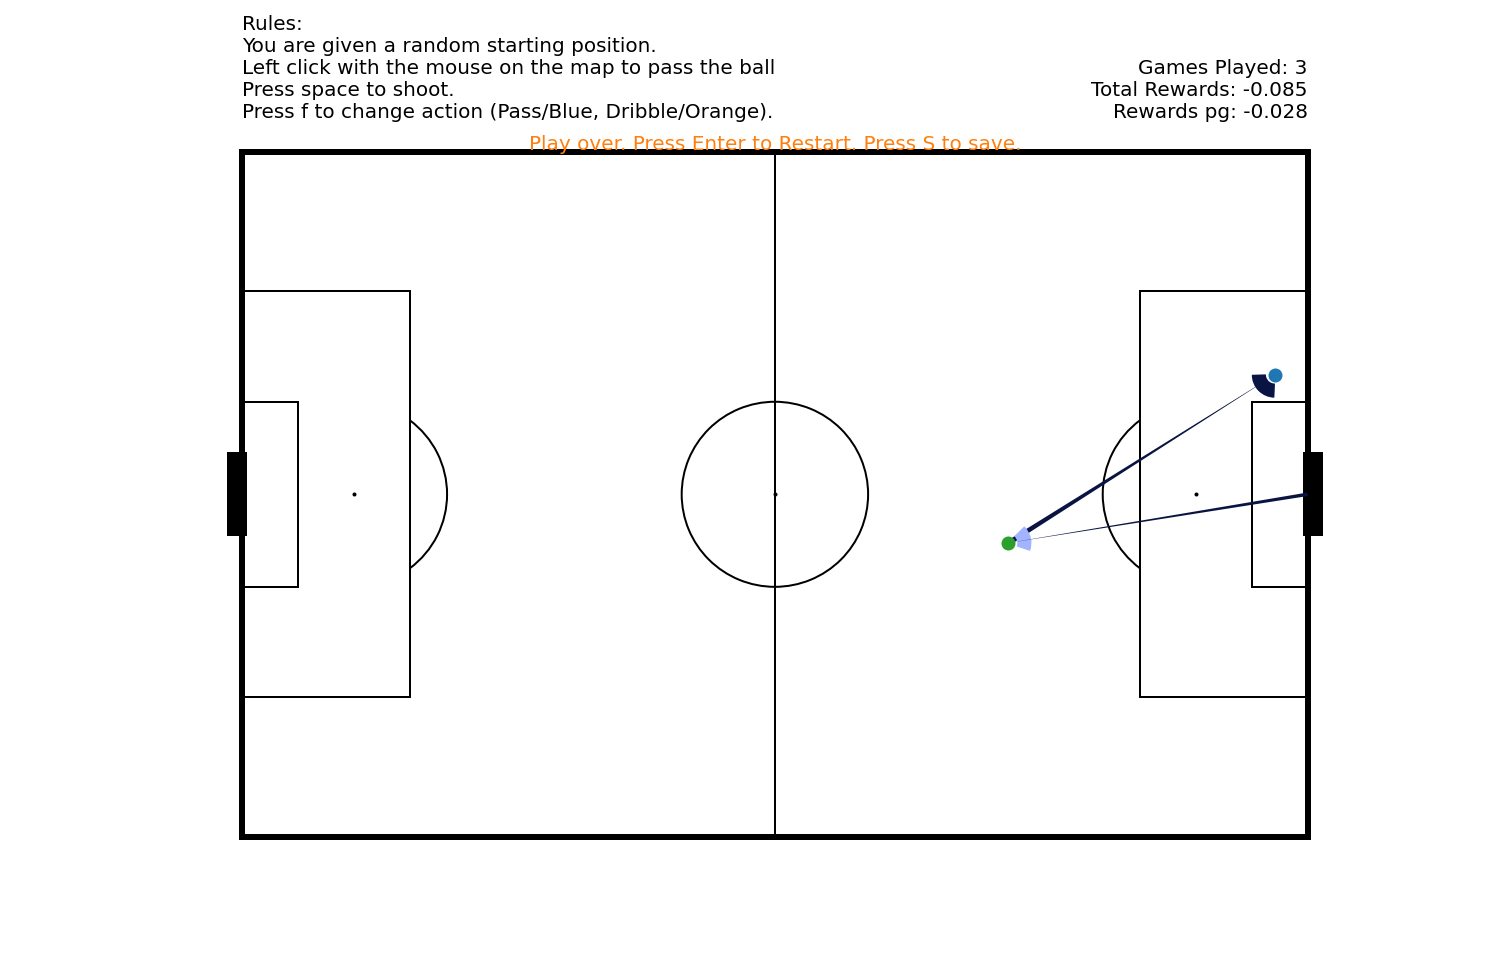 Rules:
You are given a random starting position.
Left click with the mouse on the map to pass the ball
Press space to shoot.
Press f to change action (Pass/Blue, Dribble/Orange).
Games Played: 3
Total Rewards: -0.085
Rewards pg: -0.028
Play over. Press Enter to Restart. Press S to save.